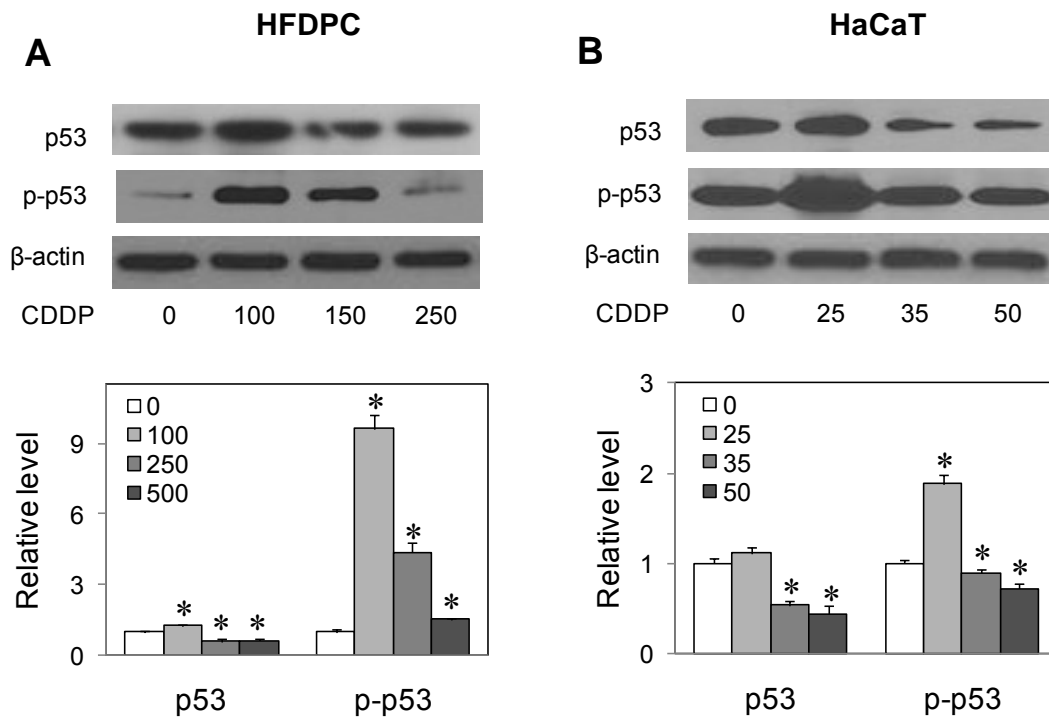 HFDPC
A
p53
p-p53
β-actin
CDDP 0 100 150 250
Relative level
9
6
3
0
0
100
250
500
* * *
* * *
p53 p-p53
HaCaT
B
p53
p-p53
β-actin
CDDP 0 25 35 50
Relative level
3
2
1
0
0
25
35
50
* *
* * *
p53 p-p53